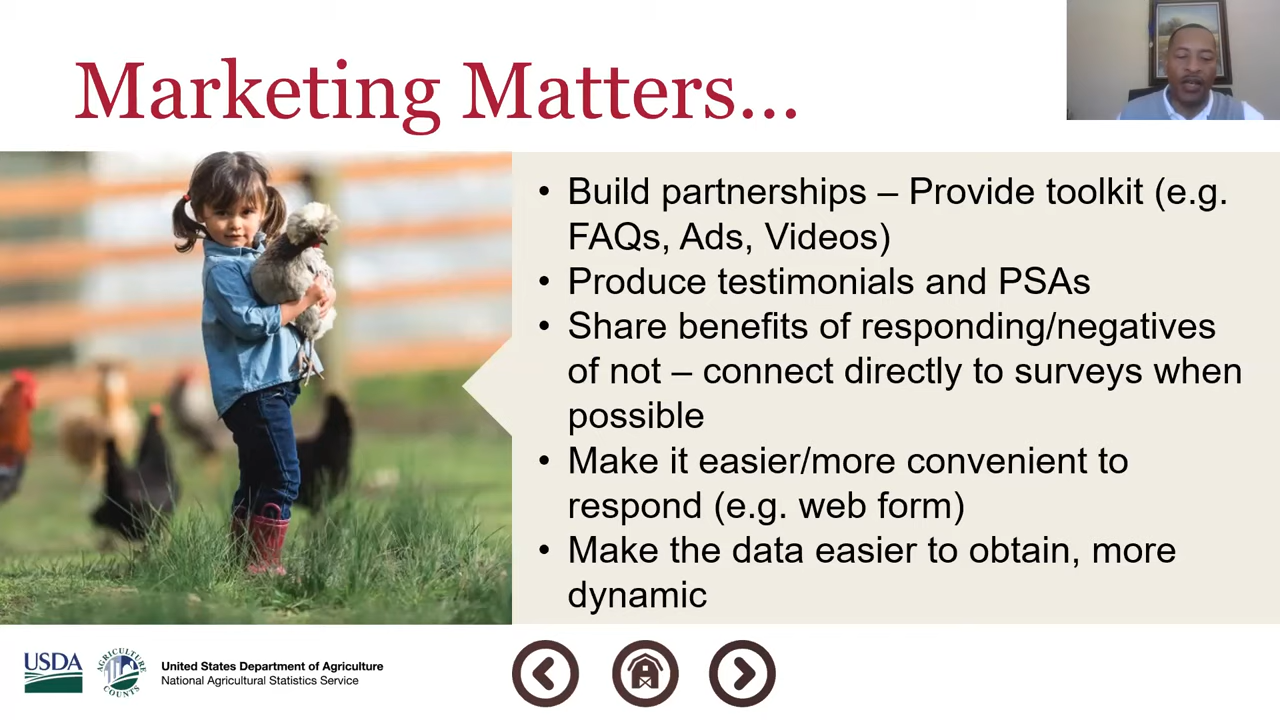 Marketing Matters...
• Build partnerships – Provide toolkit (e.g.
FAQs, Ads, Videos)
• Produce testimonials and PSAs
• Share benefits of responding/negatives
of not – connect directly to surveys when
possible
• Make it easier/more convenient to
respond (e.g. web form)
• Make the data easier to obtain, more
dynamic
USDA
AGRICULTURE
COUNTS
United States Department of Agriculture
National Agricultural Statistics Service